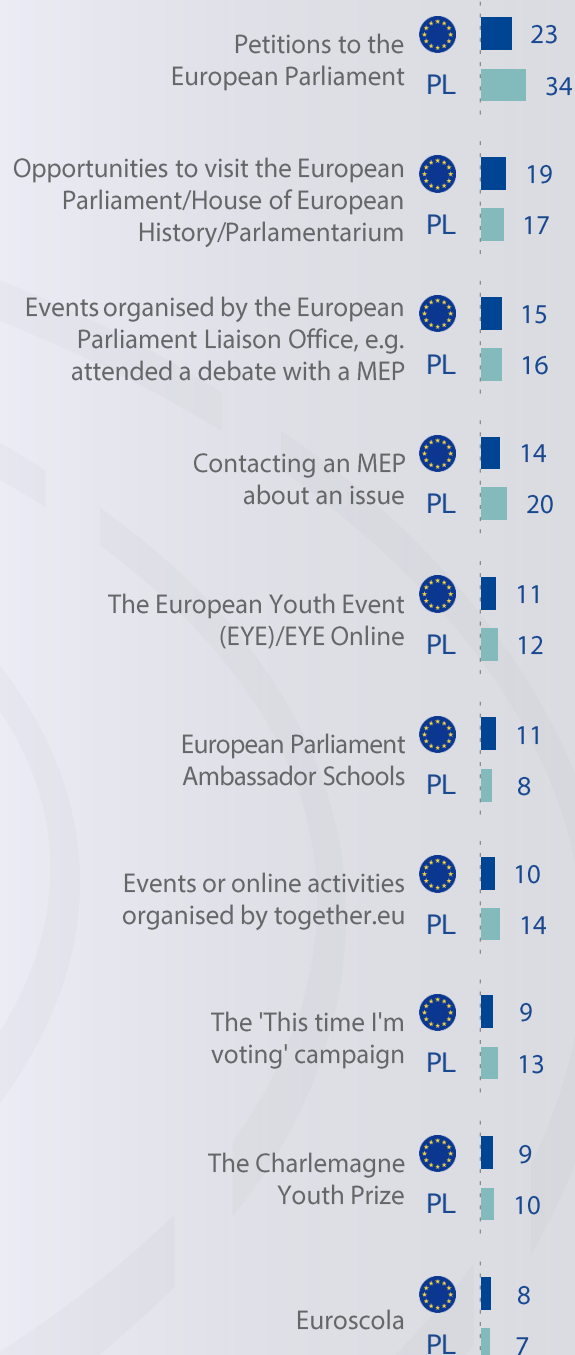 Petitions to the
European Parliament
23
PL 34
Opportunities to visit the European
Parliament/House of European
History/Parlamentarium
19
PL 17
Events organised by the European
Parliament Liaison Office, e.g.
attended a debate with a MEP
15
PL 16
Contacting an MEP
about an issue
14
PL 20
The European Youth Event
(EYE)/EYE Online
11
PL 12
European Parliament
Ambassador Schools
11
PL 8
Events or online activities
organised by together.eu
10
PL 14
The 'This time I'm
voting' campaign
9
PL 13
The Charlemagne
Youth Prize
9
PL 10
Euroscola
8
PL 7